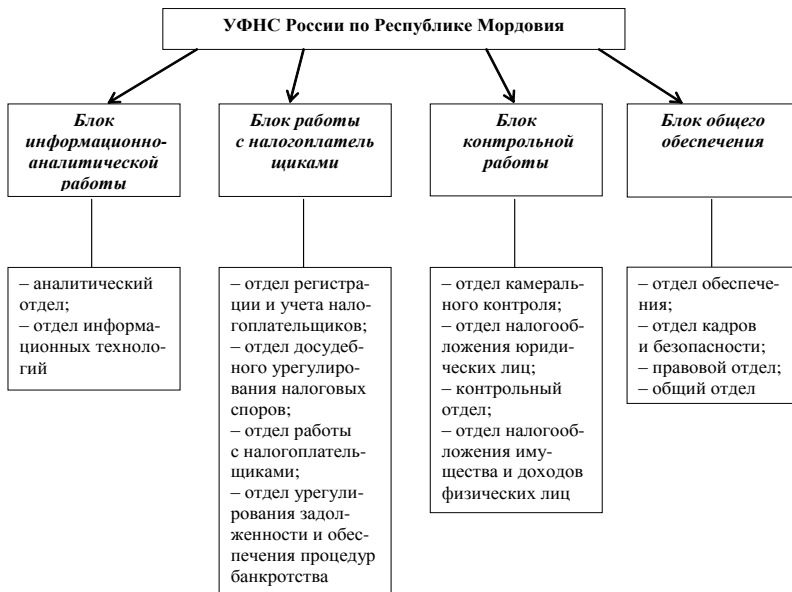 УФНС России по Республике Мордовия
Блок
информационно-
аналитической
работы
Блок работы
с налогоплатель
щиками
Блок
контрольной
работы
Блок общего
обеспечения
– аналитический
отдел;
– отдел информа-
ционных техноло-
гий
– отдел регистра-
ции и учета нало-
гоплательщиков;
– отдел досудеб-
ного урегулиро-
вания налоговых
споров;
– отдел работы
с налогоплатель-
щиками;
– отдел урегули-
рования задол-
женности и обес-
печения процедур
банкротства
– отдел камераль-
ного контроля;
– отдел налогоо-
бложения юриди-
ческих лиц;
– контрольный
отдел;
– отдел налогооб-
ложения иму-
щества и доходов
физических лиц
– отдел обеспече-
ния;
– отдел кадров
и безопасности;
– правовой отдел;
– общий отдел